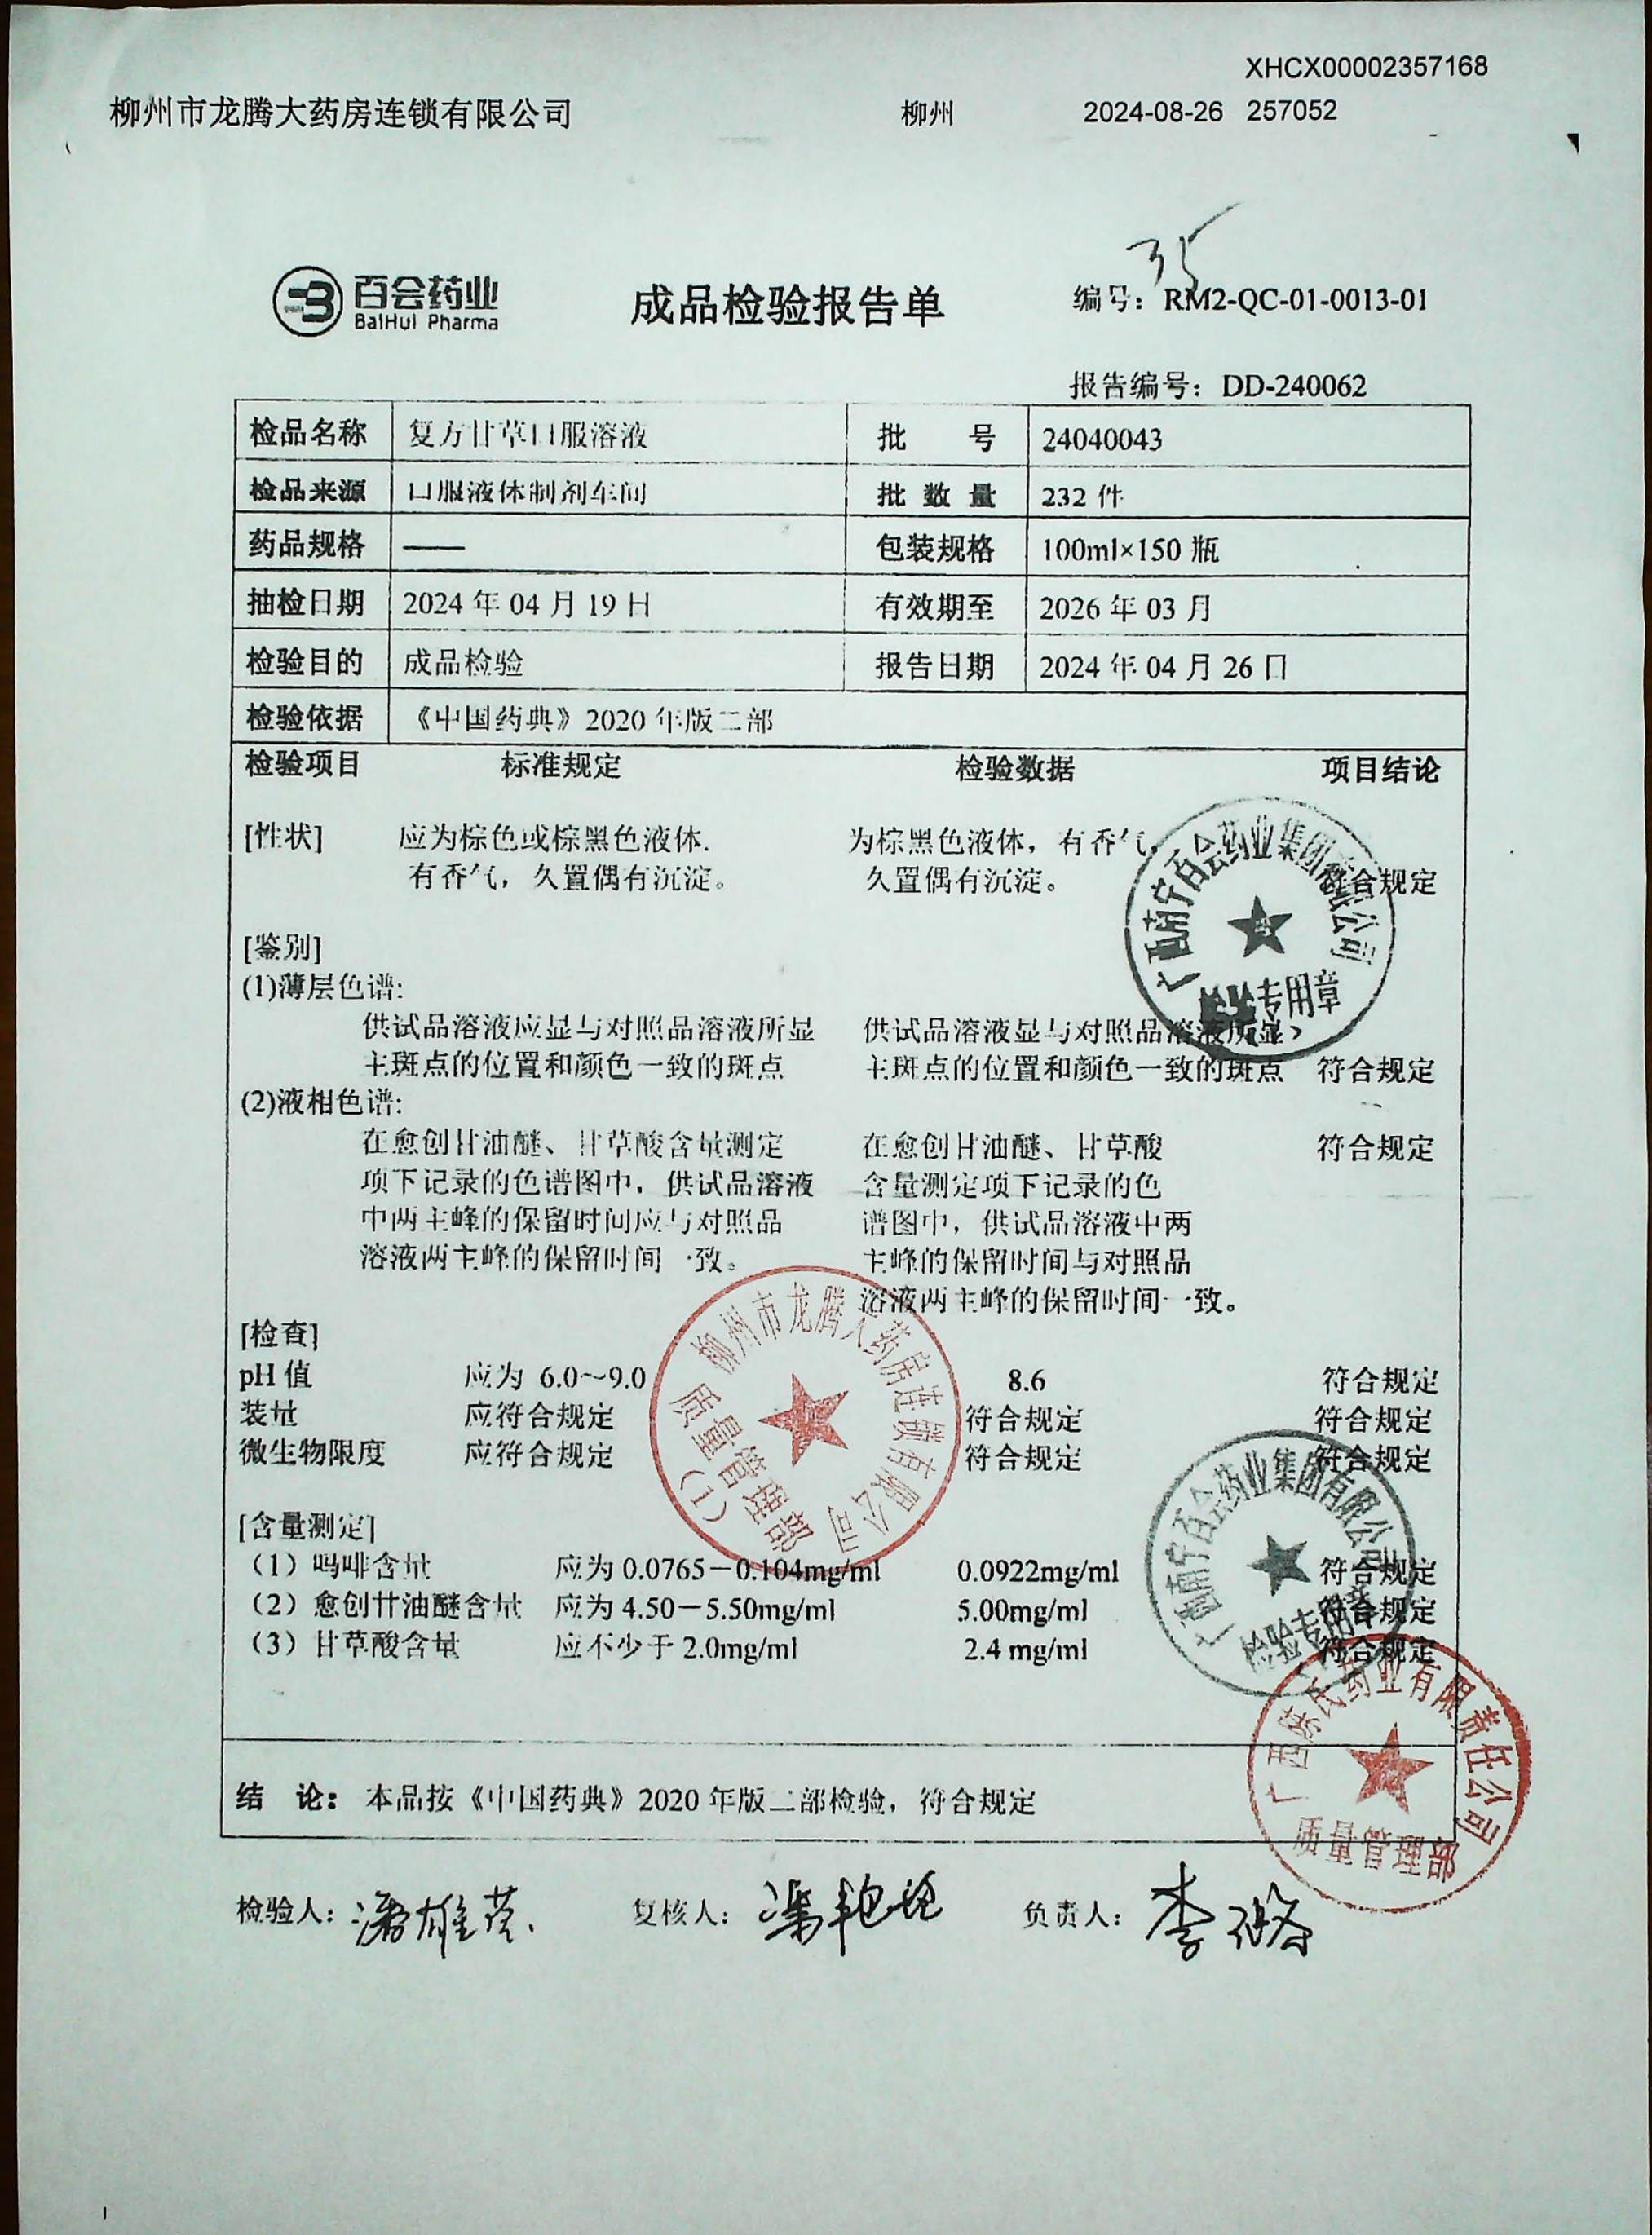 XHCX00002357168
柳州市龙腾大药房连锁有限公司 柳州 2024-08-26 257052
35
百会药业
BaiHui Pharma
成品检验报告单
编号：RM2-QC-01-0013-01
报告编号：DD-240062
检品名称 复方甘草口服溶液 批 号 24040043
检品来源 口服液体制剂车间 批 数 量 232 件
药品规格 —— 包装规格 100ml×150 瓶
抽检日期 2024 年 04 月 19 日 有效期至 2026 年 03 月
检验目的 成品检验 报告日期 2024 年 04 月 26 日
检验依据 《中国药典》2020 年版二部
检验项目 标准规定 检验数据 项目结论
[性状] 应为棕色或棕黑色液体. 为棕黑色液体，有香气
有香气，久置偶有沉淀。 久置偶有沉淀。 符合规定
[鉴别]
(1)薄层色谱:
供试品溶液应显与对照品溶液所显 供试品溶液显与对照品溶液所显
主斑点的位置和颜色一致的斑点 主斑点的位置和颜色一致的斑点 符合规定
(2)液相色谱:
在愈创甘油醚、甘草酸含量测定 在愈创甘油醚、甘草酸 符合规定
项下记录的色谱图中，供试品溶液 含量测定项下记录的色
中两主峰的保留时间应与对照品 谱图中，供试品溶液中两
溶液两主峰的保留时间一致。 主峰的保留时间与对照品
溶液两主峰的保留时间一致。
[检查]
pH 值 应为 6.0～9.0 8.6 符合规定
装量 应符合规定 符合规定 符合规定
微生物限度 应符合规定 符合规定 符合规定
[含量测定]
（1）吗啡含量 应为 0.0765－0.104mg/ml 0.0922mg/ml 符合规定
（2）愈创甘油醚含量 应为 4.50－5.50mg/ml 5.00mg/ml 符合规定
（3）甘草酸含量 应不少于 2.0mg/ml 2.4 mg/ml 符合规定
结 论：本品按《中国药典》2020 年版二部检验，符合规定
检验人： 复核人： 负责人：
广西南宁百会药业集团有限公司
专用章
柳州市龙腾大药房连锁有限公司
质量管理部
（1）
广西南宁百会药业集团有限公司
检验专用章
广西陈氏药业有限责任公司
质量管理部